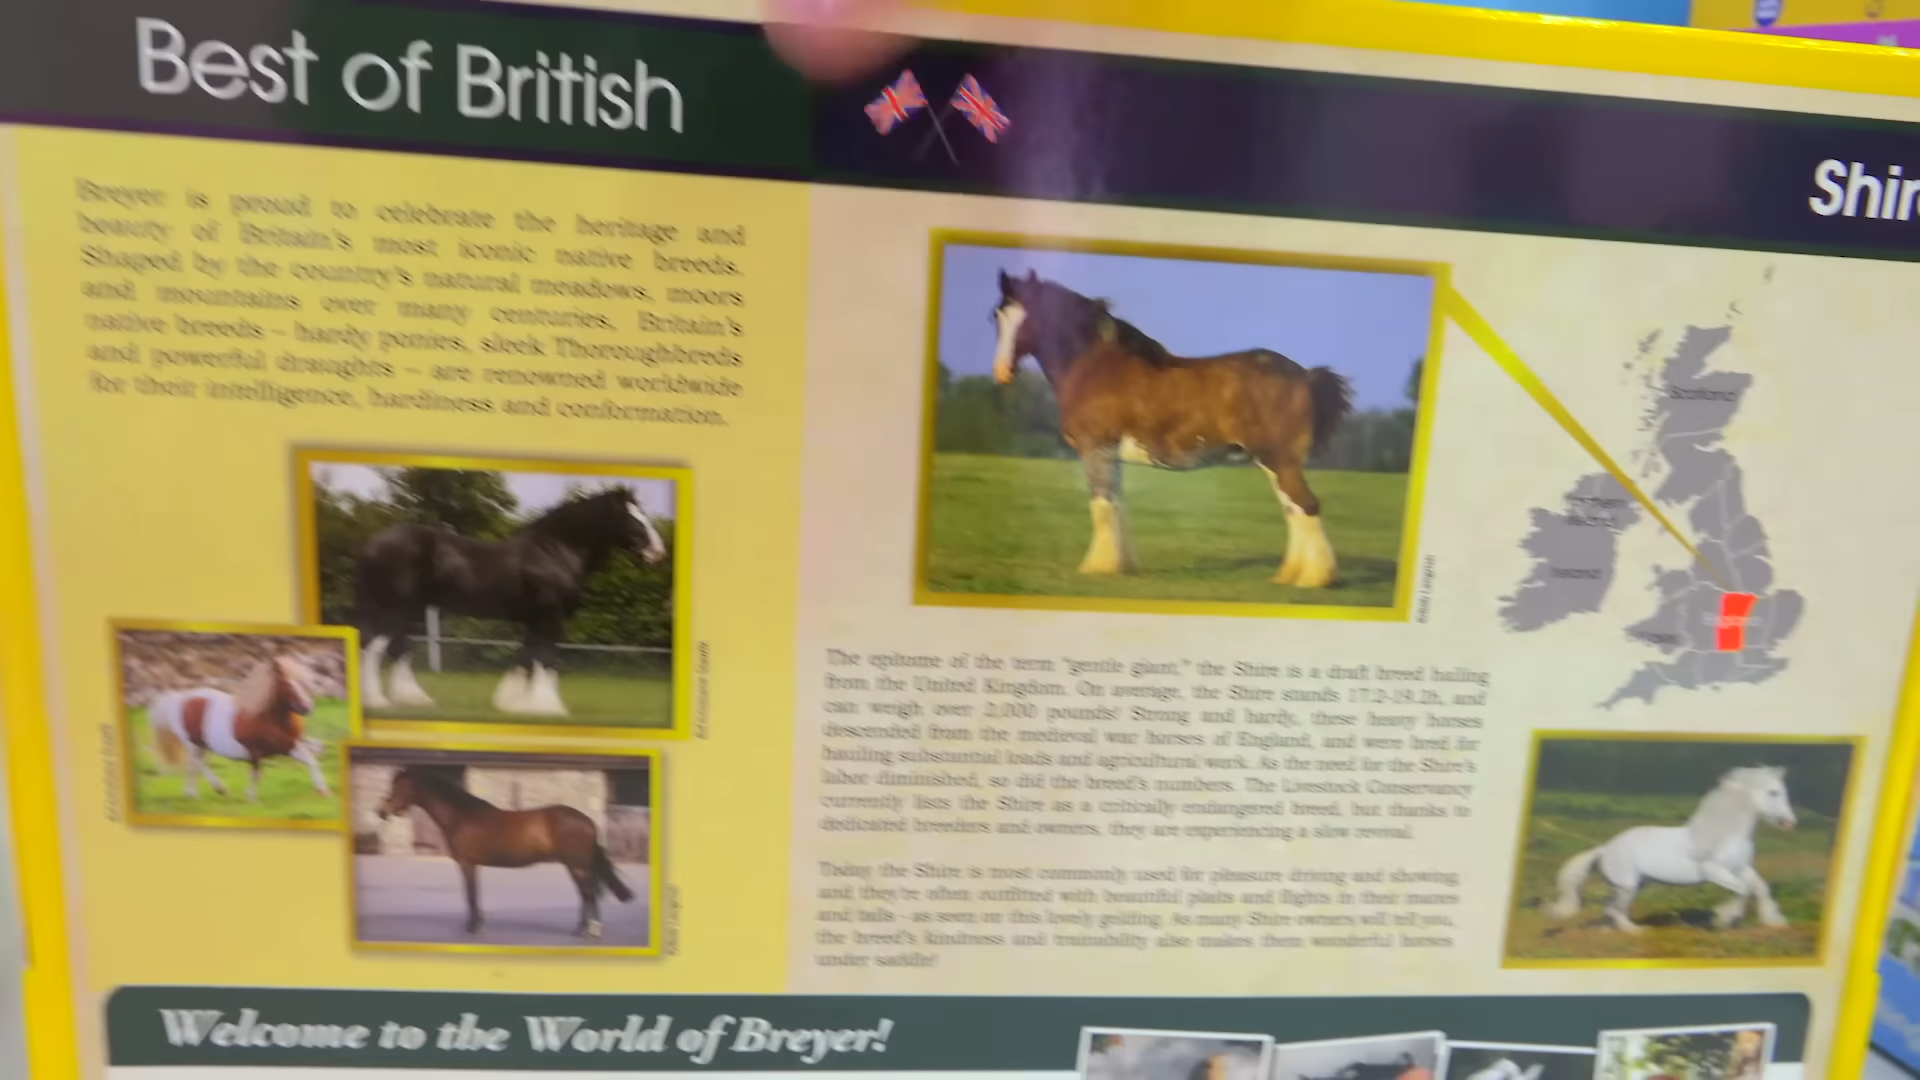 Best of British
Shir
Breyer is proud to celebrate the heritage and
beauty of Britain's most iconic native breeds.
Shaped by the country's natural meadows, moors
and mountains over many centuries, Britain's
native breeds - hardy ponies, sleek Thoroughbreds
and powerful draughts - are renowned worldwide
for their intelligence, hardiness and conformation.
Scotland
Northern
Ireland
Ireland
Wales
England
The epitome of the term "gentle giant," the Shire is a draft breed hailing
from the United Kingdom. On average, the Shire stands 17.2-19.2h, and
can weigh over 2,000 pounds! Strong and hardy, these heavy horses
descended from the medieval war horses of England, and were bred for
hauling substantial loads and agricultural work. As the need for the Shire's
labor diminished, so did the breed's numbers. The Livestock Conservancy
currently lists the Shire as a critically endangered breed, but thanks to
dedicated breeders and owners, they are experiencing a slow revival.
Today the Shire is most commonly used for pleasure driving and showing,
and they're often outfitted with beautiful plaits and flights in their manes
and tails - as seen on this lovely gelding. As many Shire owners will tell you,
the breed's kindness and trainability also makes them wonderful horses
under saddle!
Welcome to the World of Breyer!